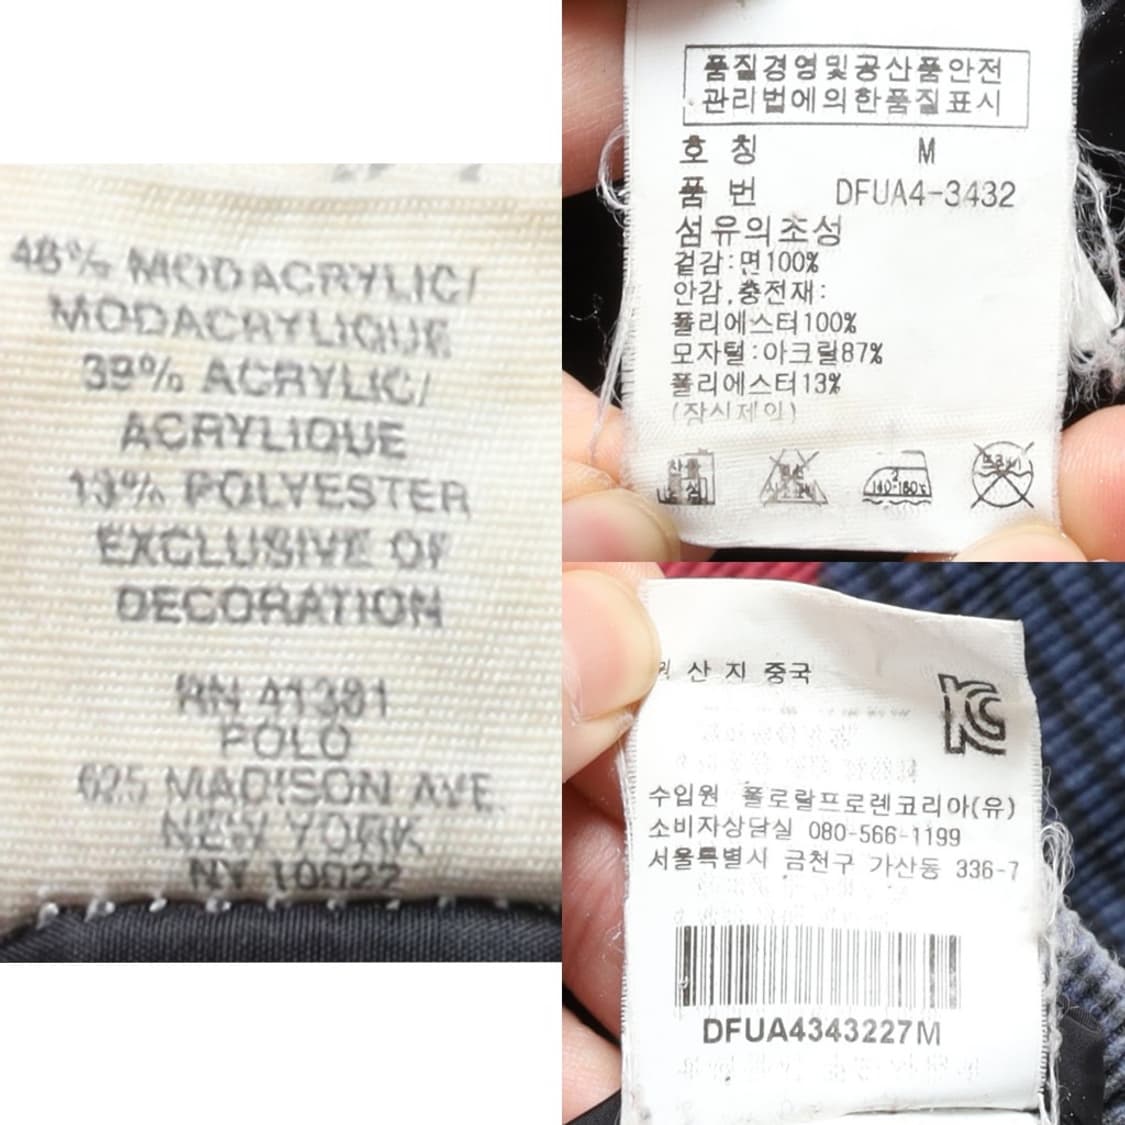 48% MODACRYLIC/
MODACRYLIQUE
39% ACRYLIC/
ACRYLIQUE
13% POLYESTER
EXCLUSIVE OF
DECORATION
RN 41381
POLO
625 MADISON AVE
NEW YORK
NY 10022
품질경영및공산품안전
관리법에의한품질표시
호 칭 M
품 번 DFUA4-3432
섬유의조성
겉감:면100%
안감,충전재:
폴리에스터100%
모자털:아크릴87%
폴리에스터13%
(장식제외)
140-160℃
드라이
원 산 지 중국
수입원 폴로랄프로렌코리아(유)
소비자상담실 080-566-1199
서울특별시 금천구 가산동 336-7
DFUA4343227M